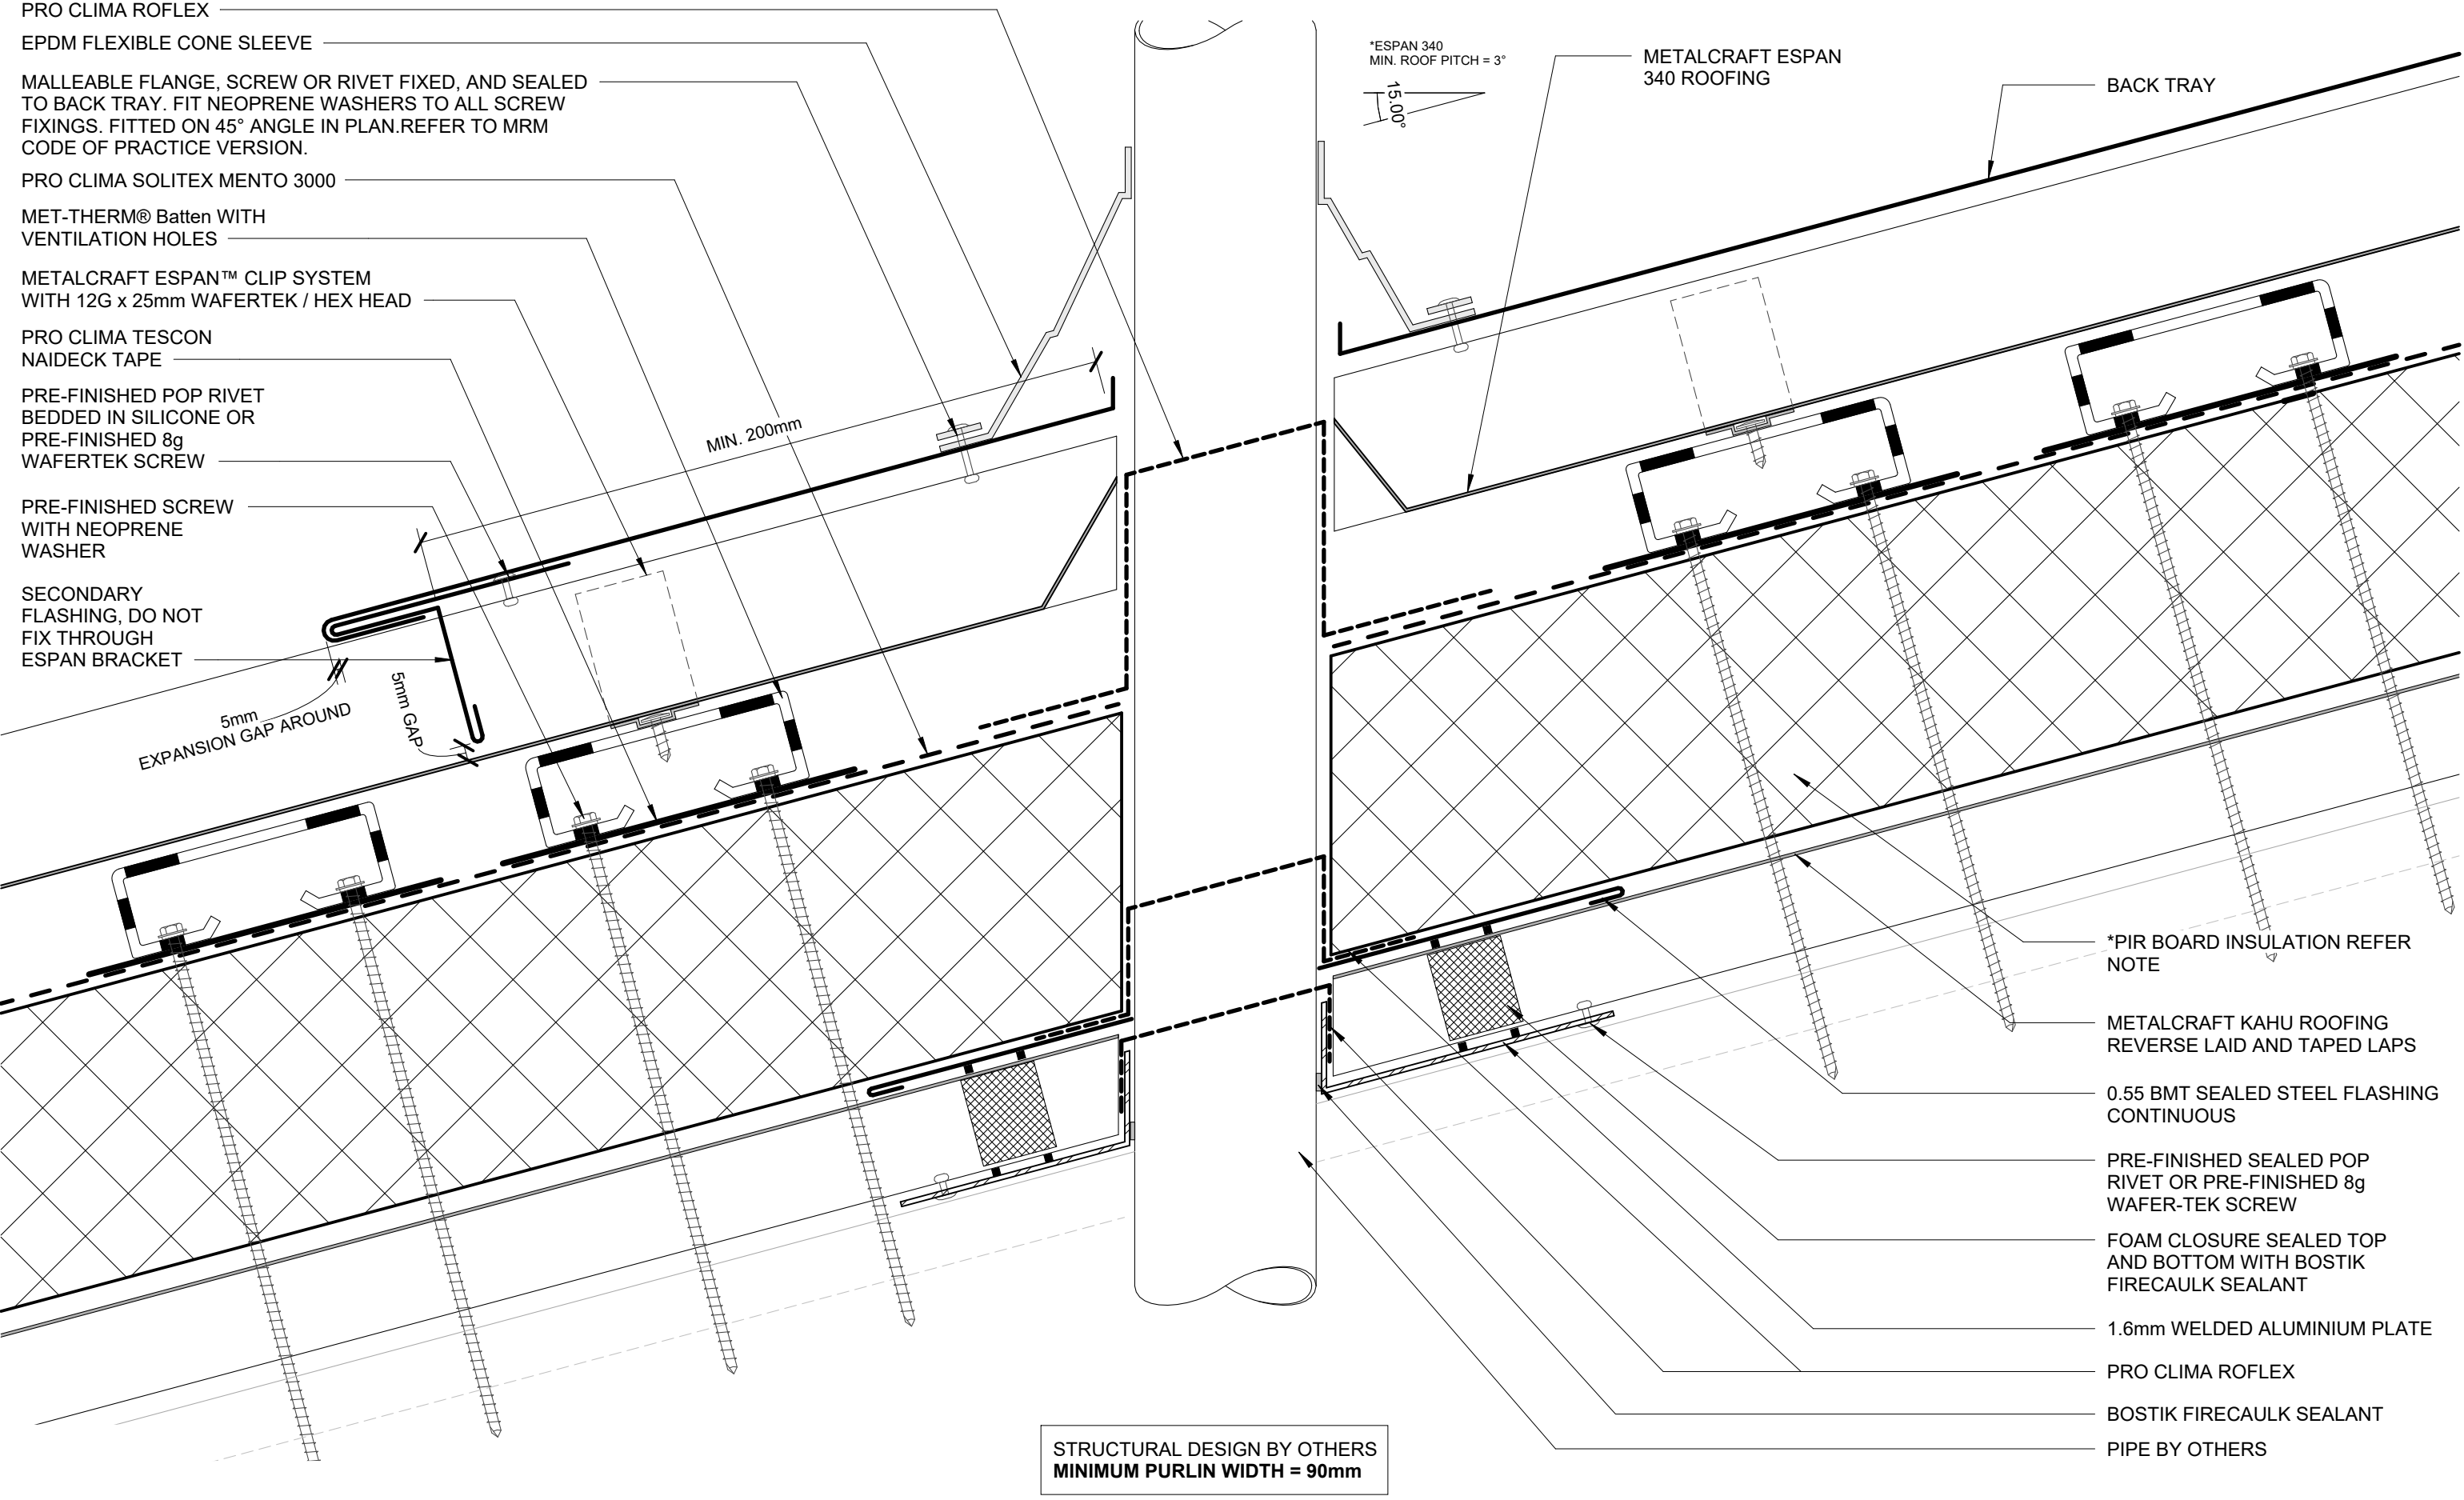 PRO CLIMA ROFLEX
EPDM FLEXIBLE CONE SLEEVE
MALLEABLE FLANGE, SCREW OR RIVET FIXED, AND SEALED
TO BACK TRAY. FIT NEOPRENE WASHERS TO ALL SCREW
FIXINGS. FITTED ON 45° ANGLE IN PLAN.REFER TO MRM
CODE OF PRACTICE VERSION.
PRO CLIMA SOLITEX MENTO 3000
MET-THERM® Batten WITH
VENTILATION HOLES
METALCRAFT ESPAN™ CLIP SYSTEM
WITH 12G x 25mm WAFERTEK / HEX HEAD
PRO CLIMA TESCON
NAIDECK TAPE
PRE-FINISHED POP RIVET
BEDDED IN SILICONE OR
PRE-FINISHED 8g
WAFERTEK SCREW
PRE-FINISHED SCREW
WITH NEOPRENE
WASHER
SECONDARY
FLASHING, DO NOT
FIX THROUGH
ESPAN BRACKET
5mm
EXPANSION GAP AROUND
5mm GAP
MIN. 200mm
*ESPAN 340
MIN. ROOF PITCH = 3°
15.00°
METALCRAFT ESPAN
340 ROOFING
BACK TRAY
*PIR BOARD INSULATION REFER
NOTE
METALCRAFT KAHU ROOFING
REVERSE LAID AND TAPED LAPS
0.55 BMT SEALED STEEL FLASHING
CONTINUOUS
PRE-FINISHED SEALED POP
RIVET OR PRE-FINISHED 8g
WAFER-TEK SCREW
FOAM CLOSURE SEALED TOP
AND BOTTOM WITH BOSTIK
FIRECAULK SEALANT
1.6mm WELDED ALUMINIUM PLATE
PRO CLIMA ROFLEX
BOSTIK FIRECAULK SEALANT
PIPE BY OTHERS
STRUCTURAL DESIGN BY OTHERS
MINIMUM PURLIN WIDTH = 90mm